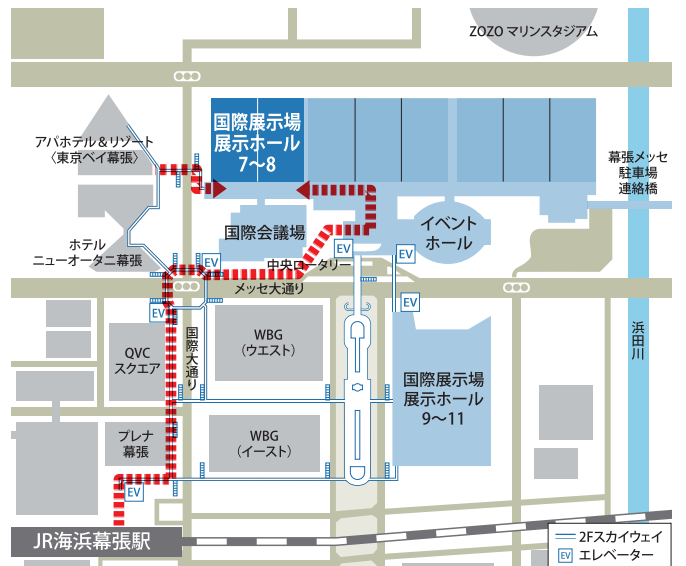 ZOZO マリンスタジアム
国際展示場
展示ホール
7～8
アパホテル＆リゾート
〈東京ベイ幕張〉
幕張メッセ
駐車場
連絡橋
国際会議場
イベント
ホール
ホテル
ニューオータニ幕張
EV
EV
EV
中央ロータリー
メッセ大通り
EV
EV
国際大通り
WBG
（ウエスト）
QVC
スクエア
浜田川
国際展示場
展示ホール
9～11
プレナ
幕張
WBG
（イースト）
EV
JR海浜幕張駅
2Fスカイウェイ
EV エレベーター